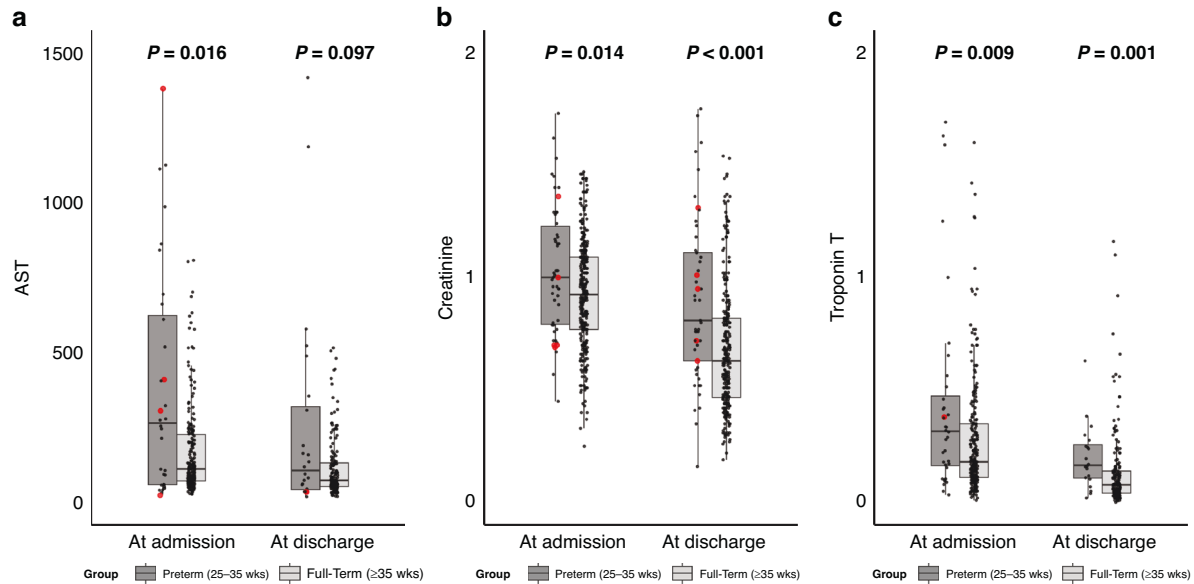 a
1500
1000
500
0
AST
P = 0.016
P = 0.097
At admission
At discharge
Group
Preterm (25–35 wks)
Full-Term (≥35 wks)
b
2
1
0
Creatinine
P = 0.014
P < 0.001
At admission
At discharge
Group
Preterm (25–35 wks)
Full-Term (≥35 wks)
c
2
1
0
Troponin T
P = 0.009
P = 0.001
At admission
At discharge
Group
Preterm (25–35 wks)
Full-Term (≥35 wks)